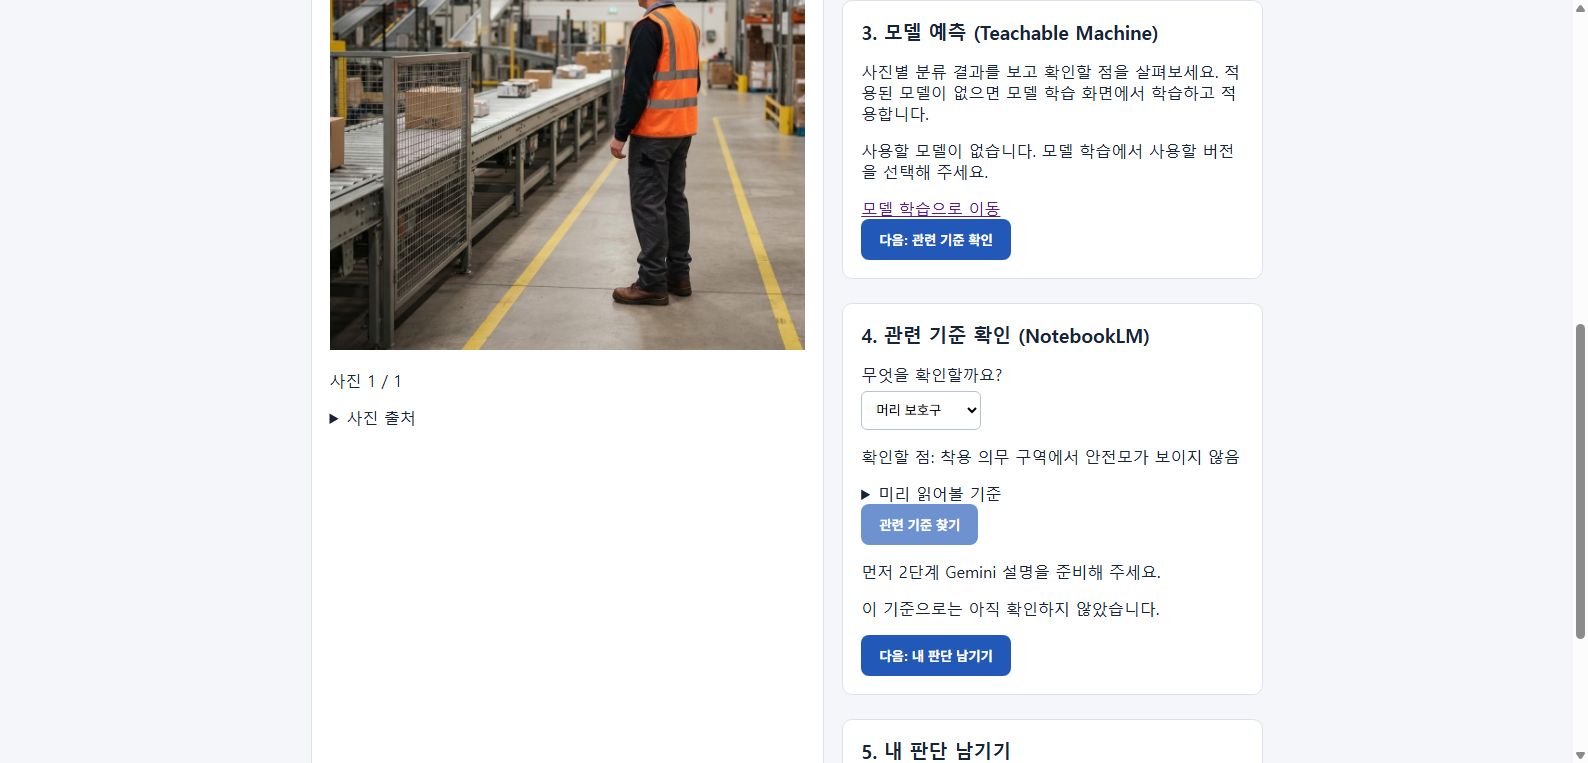 사진 1 / 1
▶ 사진 출처
3. 모델 예측 (Teachable Machine)
사진별 분류 결과를 보고 확인할 점을 살펴보세요. 적
용된 모델이 없으면 모델 학습 화면에서 학습하고 적
용합니다.
사용할 모델이 없습니다. 모델 학습에서 사용할 버전
을 선택해 주세요.
모델 학습으로 이동
다음: 관련 기준 확인
4. 관련 기준 확인 (NotebookLM)
무엇을 확인할까요?
머리 보호구
확인할 점: 착용 의무 구역에서 안전모가 보이지 않음
▶ 미리 읽어볼 기준
관련 기준 찾기
먼저 2단계 Gemini 설명을 준비해 주세요.
이 기준으로는 아직 확인하지 않았습니다.
다음: 내 판단 남기기
5. 내 판단 남기기